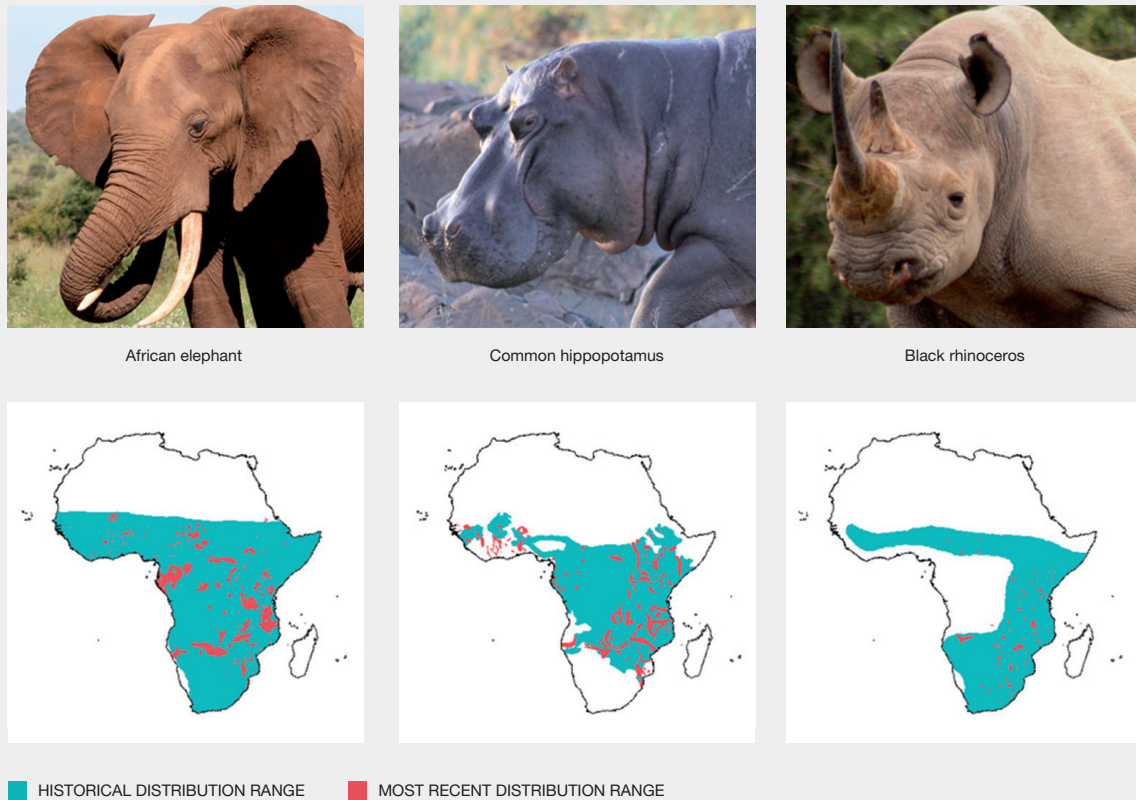 African elephant
Common hippopotamus
Black rhinoceros
HISTORICAL DISTRIBUTION RANGE
MOST RECENT DISTRIBUTION RANGE